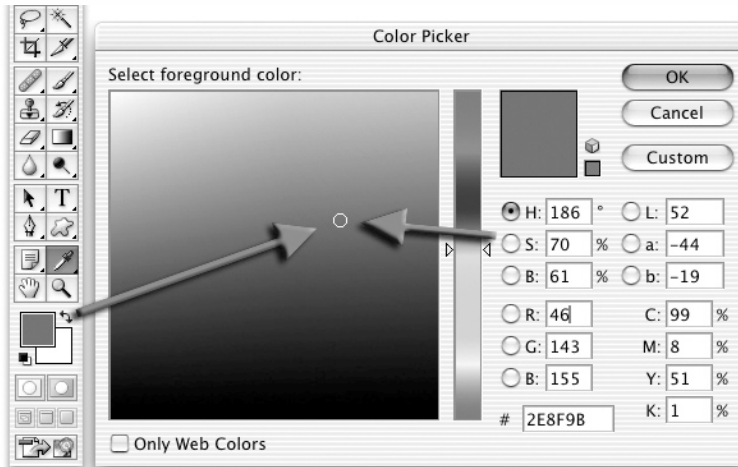 Color Picker
Select foreground color:
OK
Cancel
Custom
H: 186 ° L: 52
S: 70 % a: -44
B: 61 % b: -19
R: 46 C: 99 %
G: 143 M: 8 %
B: 155 Y: 51 %
# 2E8F9B K: 1 %
Only Web Colors
T